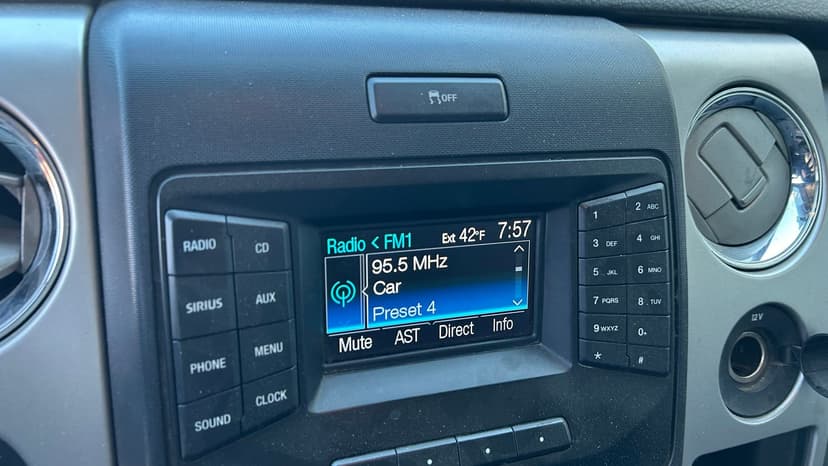 OFF
RADIO
CD
SIRIUS
AUX
PHONE
MENU
SOUND
CLOCK
Radio < FM1
Ext 42°F
7:57
95.5 MHz
Car
Preset 4
Mute AST Direct Info
1
2 ABC
3 DEF
4 GHI
5 JKL
6 MNO
7 PQRS
8 TUV
9 WXYZ
0+
*
#
12V